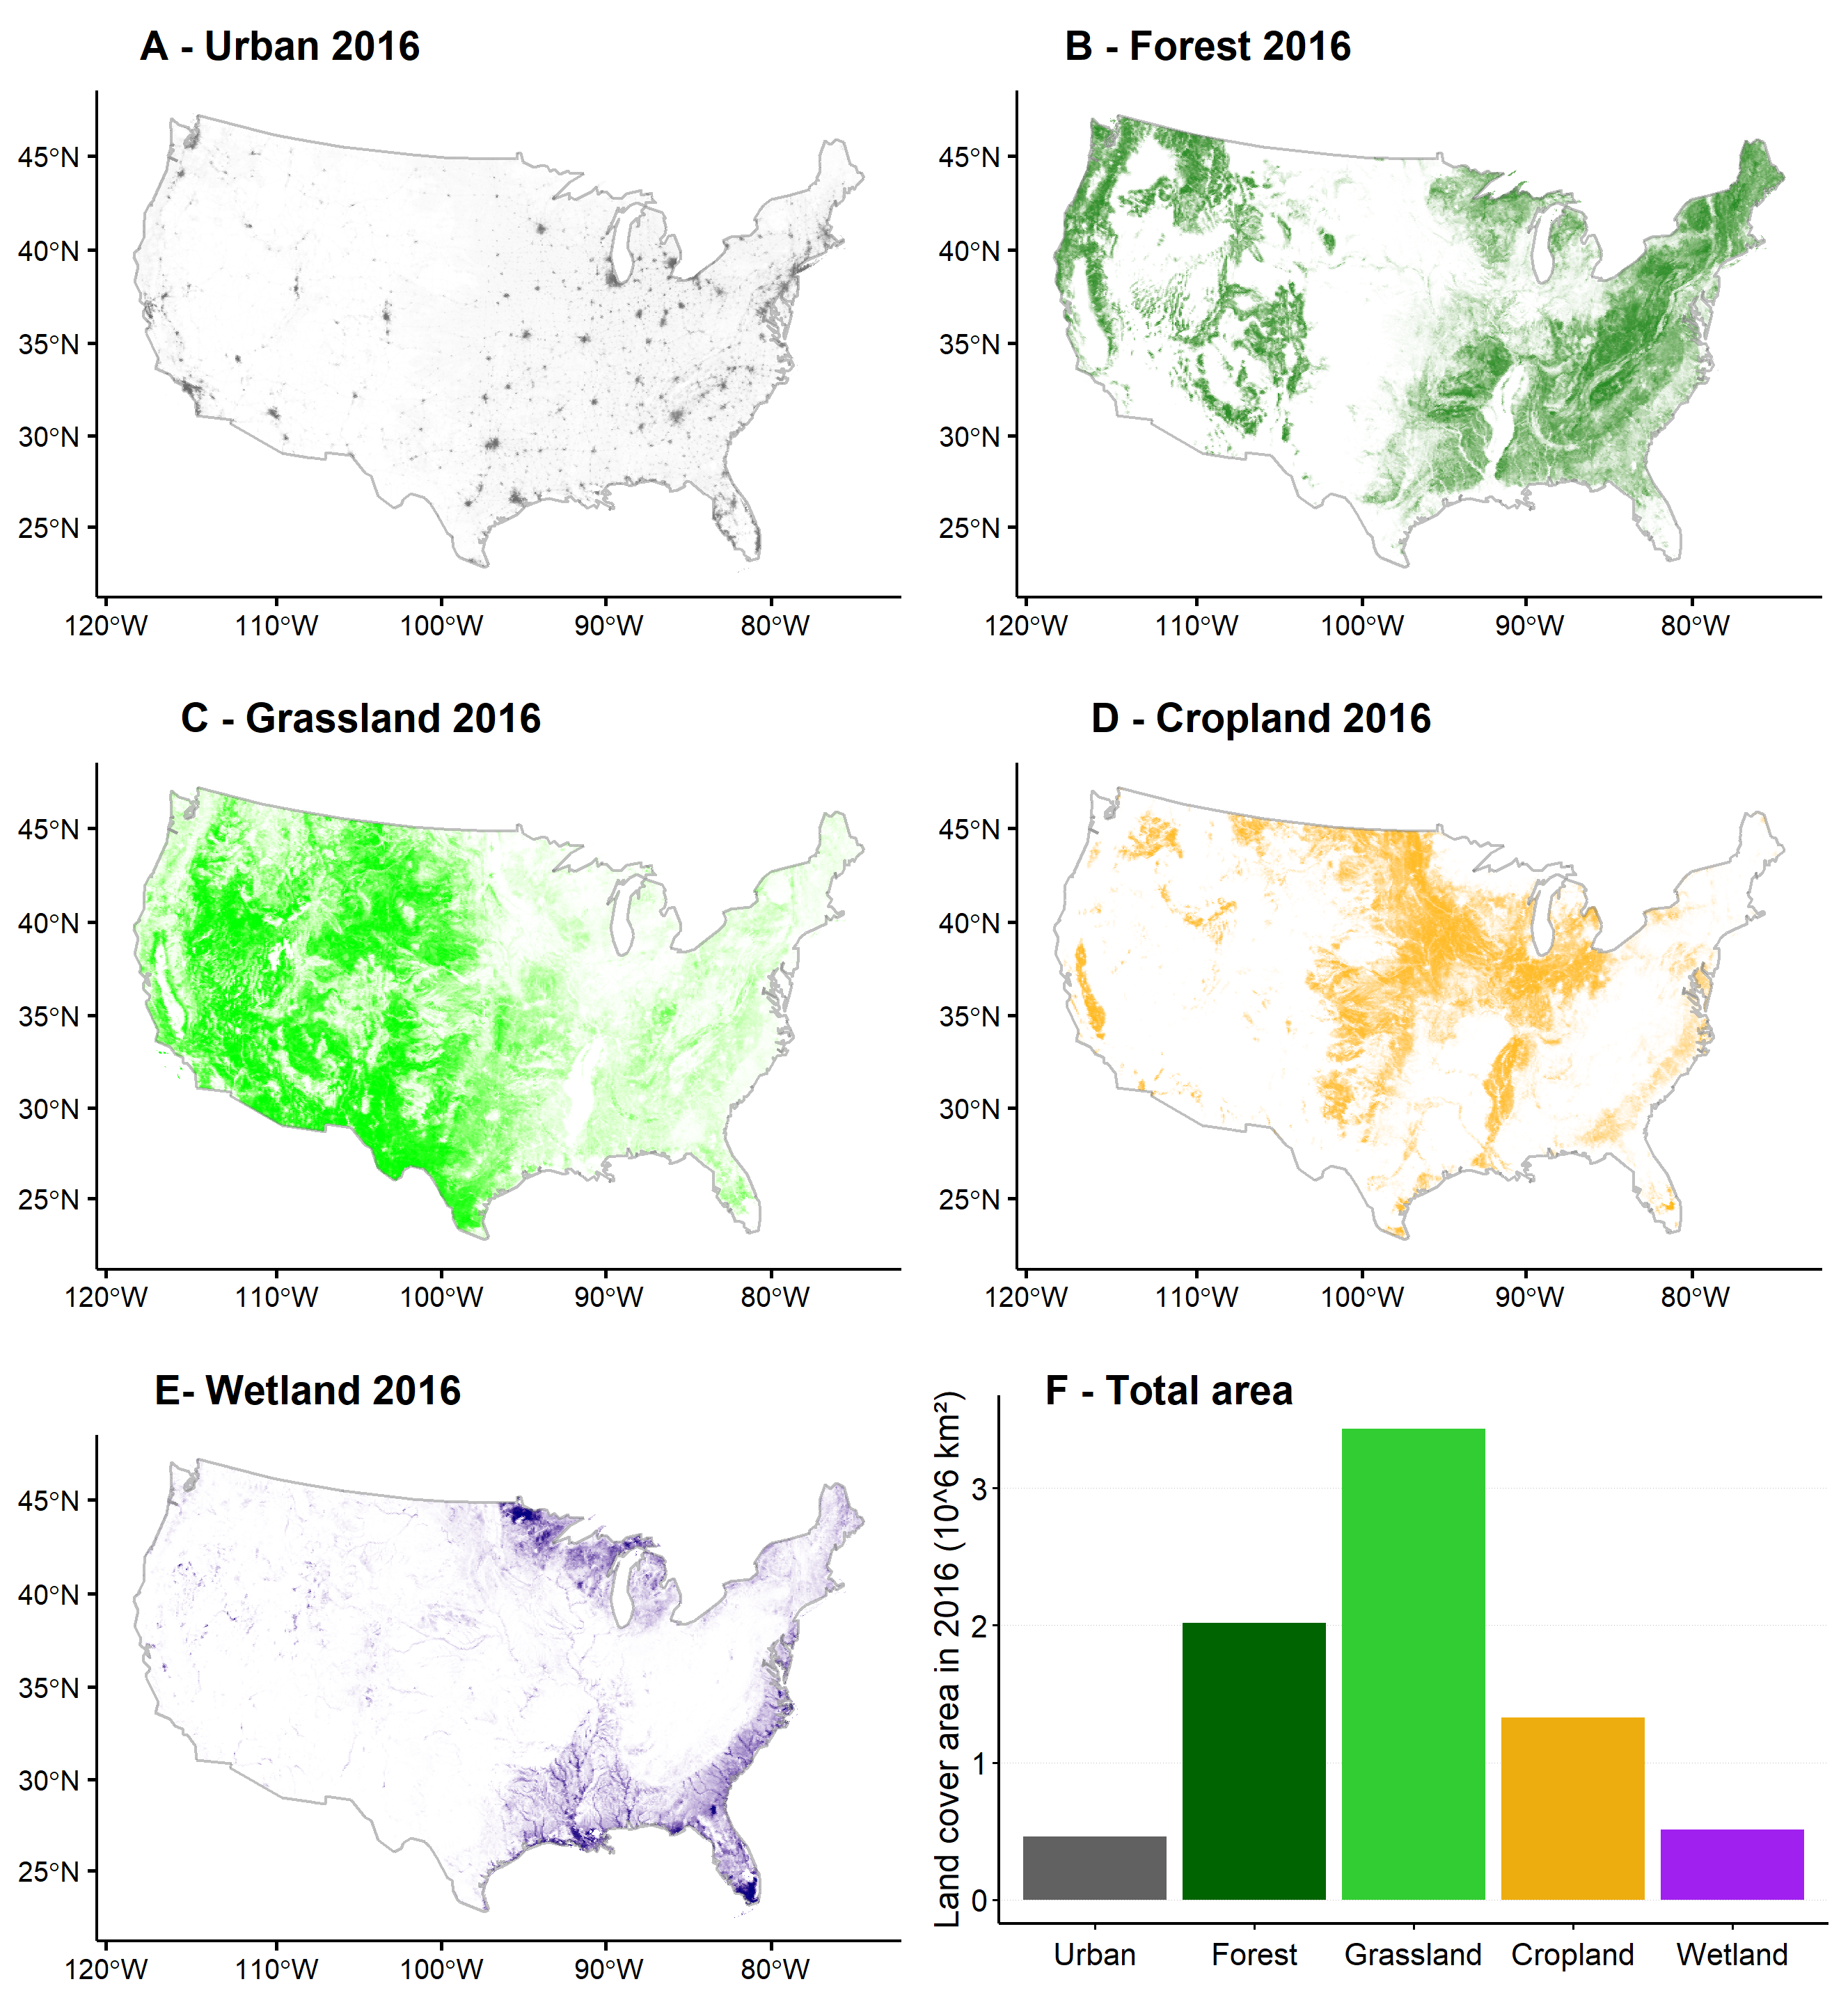 A - Urban 2016
45°N
40°N
35°N
30°N
25°N
120°W 110°W 100°W 90°W 80°W
B - Forest 2016
45°N
40°N
35°N
30°N
25°N
120°W 110°W 100°W 90°W 80°W
C - Grassland 2016
45°N
40°N
35°N
30°N
25°N
120°W 110°W 100°W 90°W 80°W
D - Cropland 2016
45°N
40°N
35°N
30°N
25°N
120°W 110°W 100°W 90°W 80°W
E- Wetland 2016
45°N
40°N
35°N
30°N
25°N
120°W 110°W 100°W 90°W 80°W
F - Total area
Land cover area in 2016 (10^6 km²)
3
2
1
0
Urban Forest Grassland Cropland Wetland